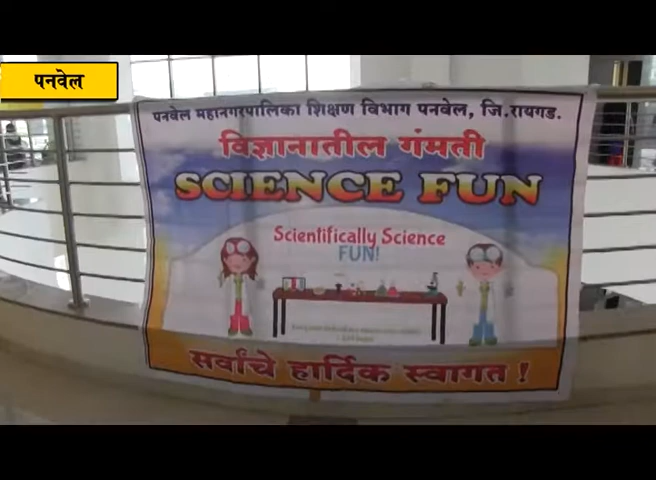 पनवेल
पनवेल महानगरपालिका शिक्षण विभाग पनवेल, जि.रायगड.
विज्ञानातील गंमती
SCIENCE FUN
Scientifically Science
FUN!
सर्वांचे हार्दिक स्वागत !